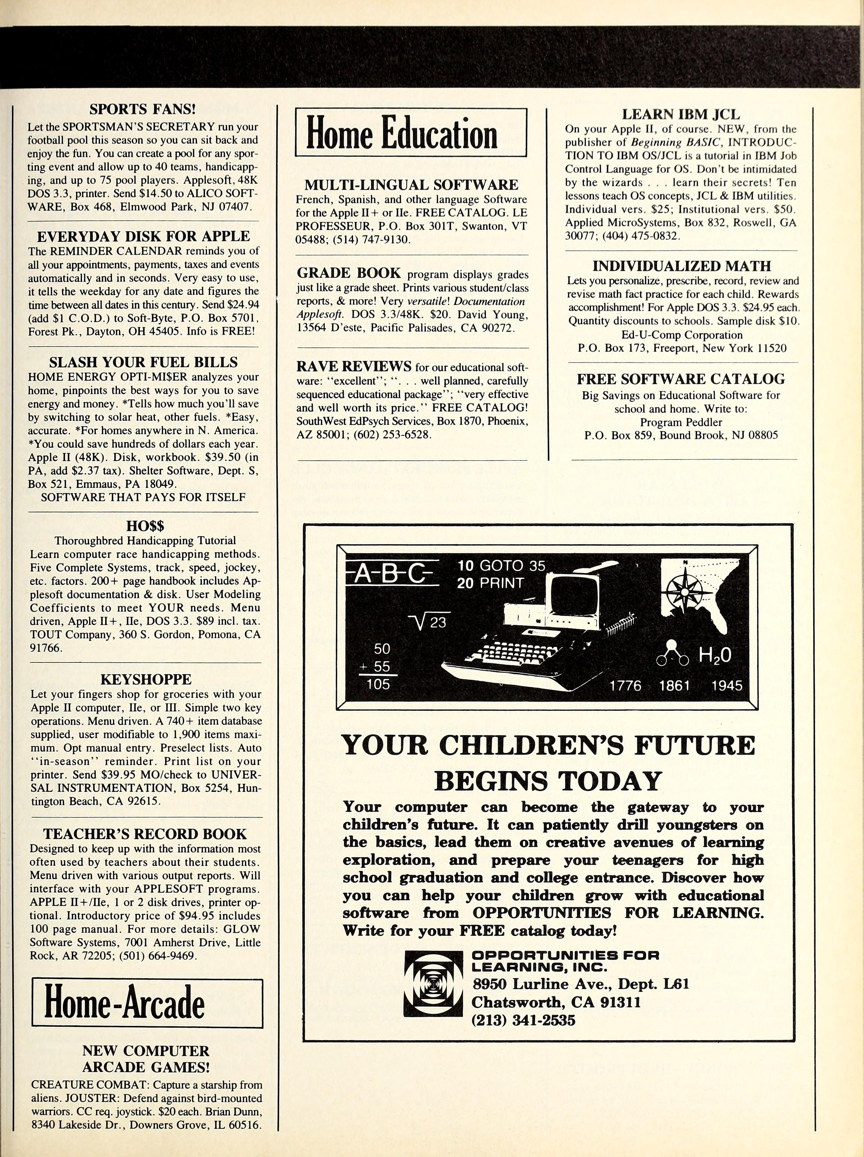 SPORTS FANS!
Let the SPORTSMAN'S SECRETARY run your
football pool this season so you can sit back and
enjoy the fun. You can create a pool for any spor-
ting event and allow up to 40 teams, handicapp-
ing, and up to 75 pool players. Applesoft, 48K
DOS 3.3, printer. Send $14.50 to ALICO SOFT-
WARE, Box 468, Elmwood Park, NJ 07407.
EVERYDAY DISK FOR APPLE
The REMINDER CALENDAR reminds you of
all your appointments, payments, taxes and events
automatically and in seconds. Very easy to use,
it tells the weekday for any date and figures the
time between all dates in this century. Send $24.94
(add $1 C.O.D.) to Soft-Byte, P.O. Box 5701,
Forest Pk., Dayton, OH 45405. Info is FREE!
SLASH YOUR FUEL BILLS
HOME ENERGY OPTI-MI$ER analyzes your
home, pinpoints the best ways for you to save
energy and money. *Tells how much you'll save
by switching to solar heat, other fuels. *Easy,
accurate. *For homes anywhere in N. America.
*You could save hundreds of dollars each year.
Apple II (48K). Disk, workbook. $39.50 (in
PA, add $2.37 tax). Shelter Software, Dept. S,
Box 521, Emmaus, PA 18049.
SOFTWARE THAT PAYS FOR ITSELF
HO$$
Thoroughbred Handicapping Tutorial
Learn computer race handicapping methods.
Five Complete Systems, track, speed, jockey,
etc. factors. 200+ page handbook includes Ap-
plesoft documentation & disk. User Modeling
Coefficients to meet YOUR needs. Menu
driven, Apple II+, IIe, DOS 3.3. $89 incl. tax.
TOUT Company, 360 S. Gordon, Pomona, CA
91766.
KEYSHOPPE
Let your fingers shop for groceries with your
Apple II computer, IIe, or III. Simple two key
operations. Menu driven. A 740+ item database
supplied, user modifiable to 1,900 items maxi-
mum. Opt manual entry. Preselect lists. Auto
"in-season" reminder. Print list on your
printer. Send $39.95 MO/check to UNIVER-
SAL INSTRUMENTATION, Box 5254, Hun-
tington Beach, CA 92615.
TEACHER'S RECORD BOOK
Designed to keep up with the information most
often used by teachers about their students.
Menu driven with various output reports. Will
interface with your APPLESOFT programs.
APPLE II+/IIe, 1 or 2 disk drives, printer op-
tional. Introductory price of $94.95 includes
100 page manual. For more details: GLOW
Software Systems, 7001 Amherst Drive, Little
Rock, AR 72205; (501) 664-9469.
Home-Arcade
NEW COMPUTER
ARCADE GAMES!
CREATURE COMBAT: Capture a starship from
aliens. JOUSTER: Defend against bird-mounted
warriors. CC req. joystick. $20 each. Brian Dunn,
8340 Lakeside Dr., Downers Grove, IL 60516.
Home Education
MULTI-LINGUAL SOFTWARE
French, Spanish, and other language Software
for the Apple II+ or IIe. FREE CATALOG. LE
PROFESSEUR, P.O. Box 301T, Swanton, VT
05488; (514) 747-9130.
GRADE BOOK program displays grades
just like a grade sheet. Prints various student/class
reports, & more! Very versatile! Documentation
Applesoft. DOS 3.3/48K. $20. David Young,
13564 D'este, Pacific Palisades, CA 90272.
RAVE REVIEWS for our educational soft-
ware: "excellent"; ". . . well planned, carefully
sequenced educational package"; "very effective
and well worth its price." FREE CATALOG!
SouthWest EdPsych Services, Box 1870, Phoenix,
AZ 85001; (602) 253-6528.
LEARN IBM JCL
On your Apple II, of course. NEW, from the
publisher of Beginning BASIC, INTRODUC-
TION TO IBM OS/JCL is a tutorial in IBM Job
Control Language for OS. Don't be intimidated
by the wizards . . . learn their secrets! Ten
lessons teach OS concepts, JCL & IBM utilities.
Individual vers. $25; Institutional vers. $50.
Applied MicroSystems, Box 832, Roswell, GA
30077; (404) 475-0832.
INDIVIDUALIZED MATH
Lets you personalize, prescribe, record, review and
revise math fact practice for each child. Rewards
accomplishment! For Apple DOS 3.3. $24.95 each.
Quantity discounts to schools. Sample disk $10.
Ed-U-Comp Corporation
P.O. Box 173, Freeport, New York 11520
FREE SOFTWARE CATALOG
Big Savings on Educational Software for
school and home. Write to:
Program Peddler
P.O. Box 859, Bound Brook, NJ 08805
A-B-C
10 GOTO 35
20 PRINT
N
√23
50
+ 55
105
H₂0
1776 1861 1945
YOUR CHILDREN'S FUTURE
BEGINS TODAY
Your computer can become the gateway to your
children's future. It can patiently drill youngsters on
the basics, lead them on creative avenues of learning
exploration, and prepare your teenagers for high
school graduation and college entrance. Discover how
you can help your children grow with educational
software from OPPORTUNITIES FOR LEARNING.
Write for your FREE catalog today!
OPPORTUNITIES FOR
LEARNING, INC.
8950 Lurline Ave., Dept. L61
Chatsworth, CA 91311
(213) 341-2535